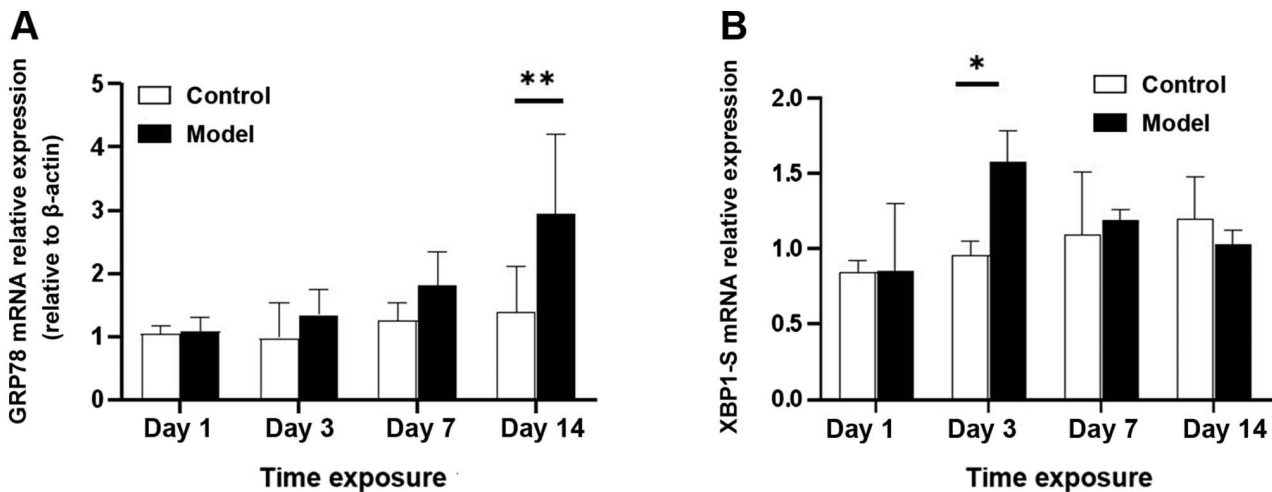 A
GRP78 mRNA relative expression
(relative to β-actin)
5
4
3
2
1
0
Control
Model
**
Day 1
Day 3
Day 7
Day 14
Time exposure
B
XBP1-S mRNA relative expression
2.0
1.5
1.0
0.5
0.0
*
Control
Model
Day 1
Day 3
Day 7
Day 14
Time exposure